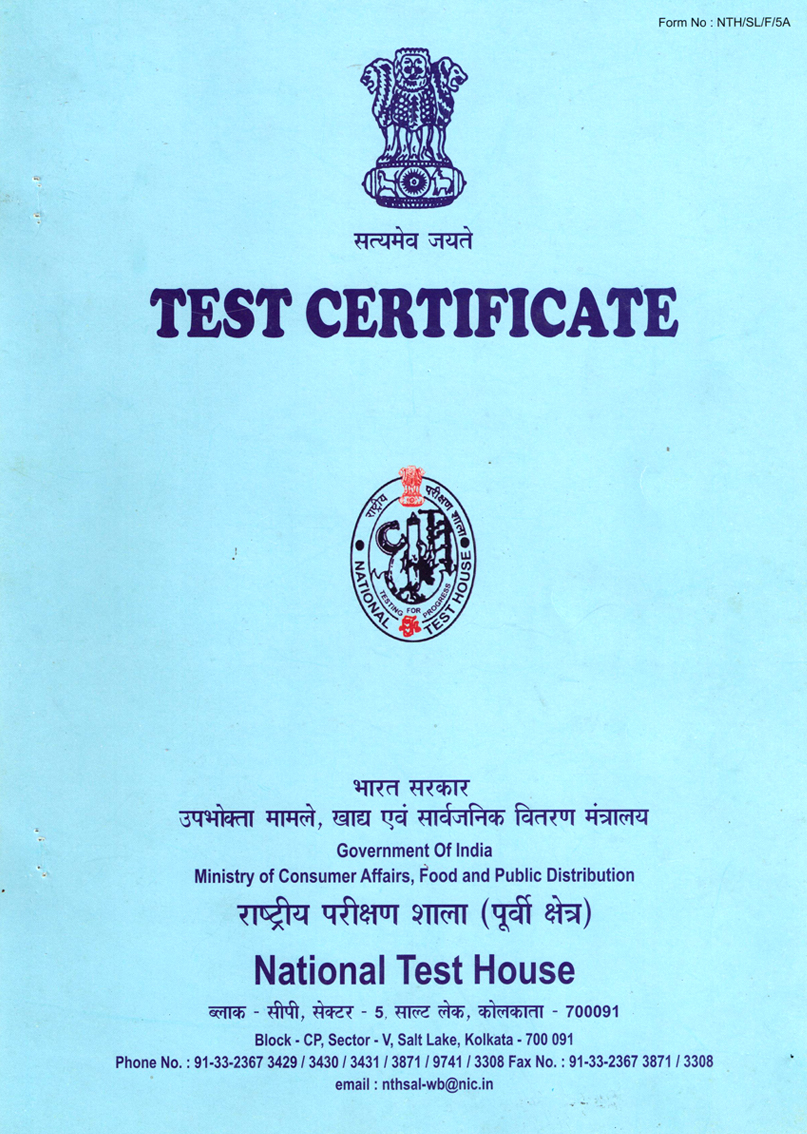 Form No : NTH/SL/F/5A
सत्यमेव जयते
TEST CERTIFICATE
राष्ट्रीय परीक्षण शाला
NATIONAL TEST HOUSE
TESTING FOR PROGRESS
भारत सरकार
उपभोक्ता मामले, खाद्य एवं सार्वजनिक वितरण मंत्रालय
Government Of India
Ministry of Consumer Affairs, Food and Public Distribution
राष्ट्रीय परीक्षण शाला (पूर्वी क्षेत्र)
National Test House
ब्लाक - सीपी, सेक्टर - 5. साल्ट लेक, कोलकाता - 700091
Block - CP, Sector - V, Salt Lake, Kolkata - 700 091
Phone No. : 91-33-2367 3429 / 3430 / 3431 / 3871 / 9741 / 3308 Fax No. : 91-33-2367 3871 / 3308
email : nthsal-wb@nic.in